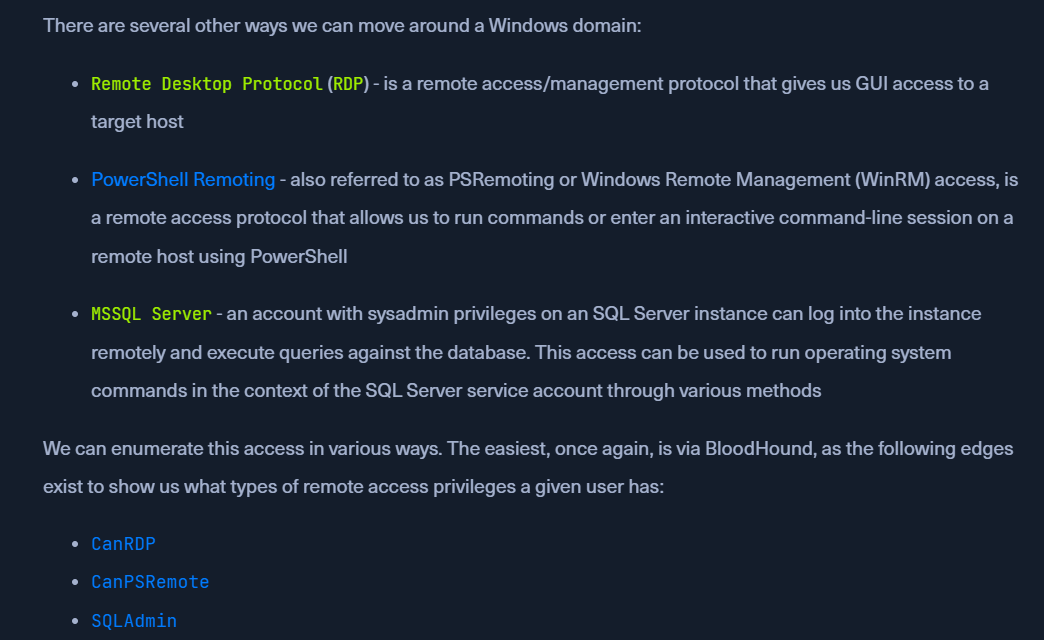 There are several other ways we can move around a Windows domain:
• Remote Desktop Protocol (RDP) - is a remote access/management protocol that gives us GUI access to a
target host
• PowerShell Remoting - also referred to as PSRemoting or Windows Remote Management (WinRM) access, is
a remote access protocol that allows us to run commands or enter an interactive command-line session on a
remote host using PowerShell
• MSSQL Server - an account with sysadmin privileges on an SQL Server instance can log into the instance
remotely and execute queries against the database. This access can be used to run operating system
commands in the context of the SQL Server service account through various methods
We can enumerate this access in various ways. The easiest, once again, is via BloodHound, as the following edges
exist to show us what types of remote access privileges a given user has:
• CanRDP
• CanPSRemote
• SQLAdmin